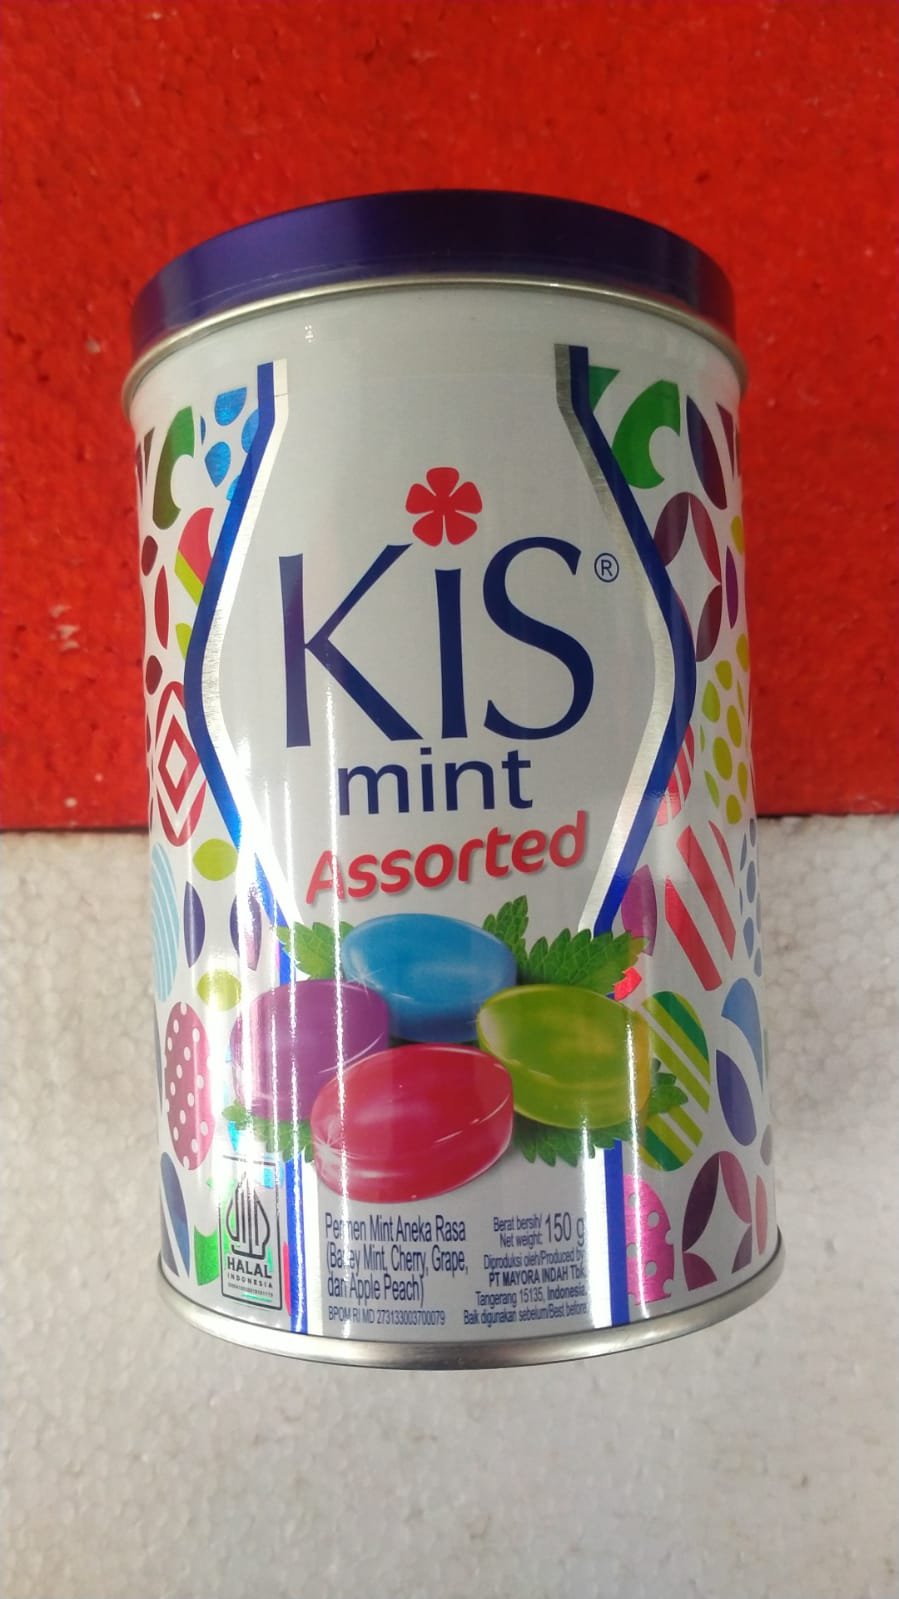 KiS®
mint
Assorted
Permen Mint Aneka Rasa
(Barley Mint, Cherry, Grape,
dan Apple Peach)
BPOM RI MD 273133003700079
Berat bersih/
Net weight: 150 g
Diproduksi oleh/Produced by
PT MAYORA INDAH Tbk.
Tangerang 15135, Indonesia
Baik digunakan sebelum/Best before
HALAL
INDONESIA